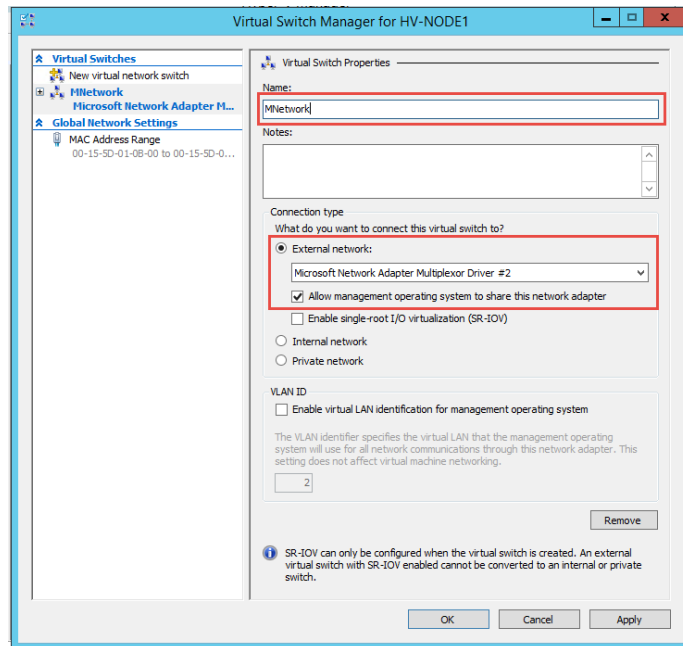 Virtual Switch Manager for HV-NODE1
Virtual Switches
New virtual network switch
MNetwork
Microsoft Network Adapter M...
Global Network Settings
MAC Address Range
00-15-5D-01-0B-00 to 00-15-5D-0...
Virtual Switch Properties
Name:
MNetwork
Notes:
Connection type
What do you want to connect this virtual switch to?
External network:
Microsoft Network Adapter Multiplexor Driver #2
Allow management operating system to share this network adapter
Enable single-root I/O virtualization (SR-IOV)
Internal network
Private network
VLAN ID
Enable virtual LAN identification for management operating system
The VLAN identifier specifies the virtual LAN that the management operating
system will use for all network communications through this network adapter. This
setting does not affect virtual machine networking.
2
Remove
SR-IOV can only be configured when the virtual switch is created. An external
virtual switch with SR-IOV enabled cannot be converted to an internal or private
switch.
OK
Cancel
Apply